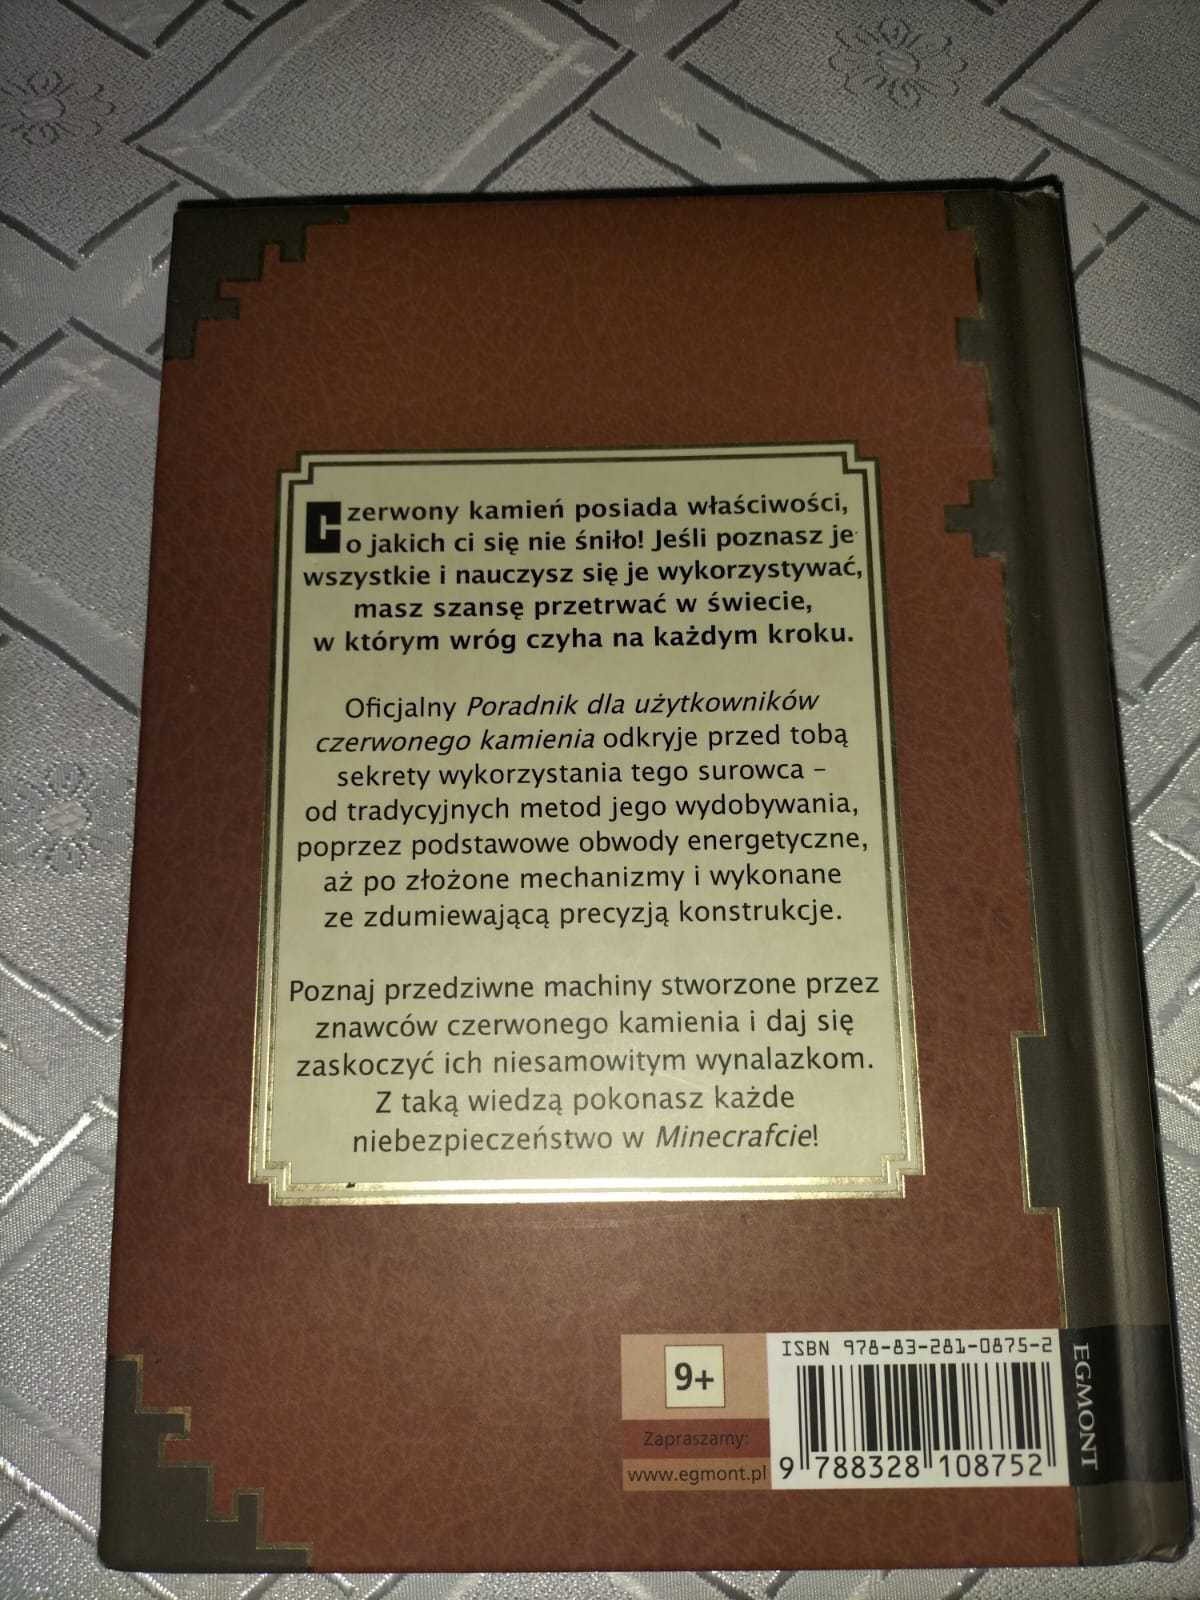 Czerwony kamień posiada właściwości,
o jakich ci się nie śniło! Jeśli poznasz je
wszystkie i nauczysz się je wykorzystywać,
masz szansę przetrwać w świecie,
w którym wróg czyha na każdym kroku.
Oficjalny Poradnik dla użytkowników
czerwonego kamienia odkryje przed tobą
sekrety wykorzystania tego surowca –
od tradycyjnych metod jego wydobywania,
poprzez podstawowe obwody energetyczne,
aż po złożone mechanizmy i wykonane
ze zdumiewającą precyzją konstrukcje.
Poznaj przedziwne machiny stworzone przez
znawców czerwonego kamienia i daj się
zaskoczyć ich niesamowitym wynalazkom.
Z taką wiedzą pokonasz każde
niebezpieczeństwo w Minecrafcie!
9+
Zapraszamy:
www.egmont.pl
ISBN 978-83-281-0875-2
9 788328 108752
EGMONT